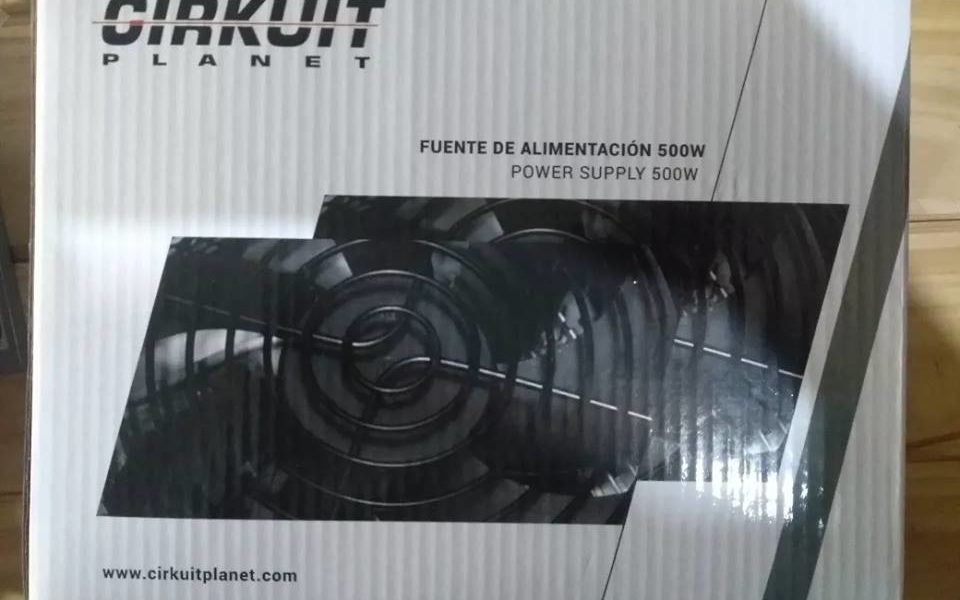 CIRKUIT
PLANET
FUENTE DE ALIMENTACIÓN 500W
POWER SUPPLY 500W
www.cirkuitplanet.com